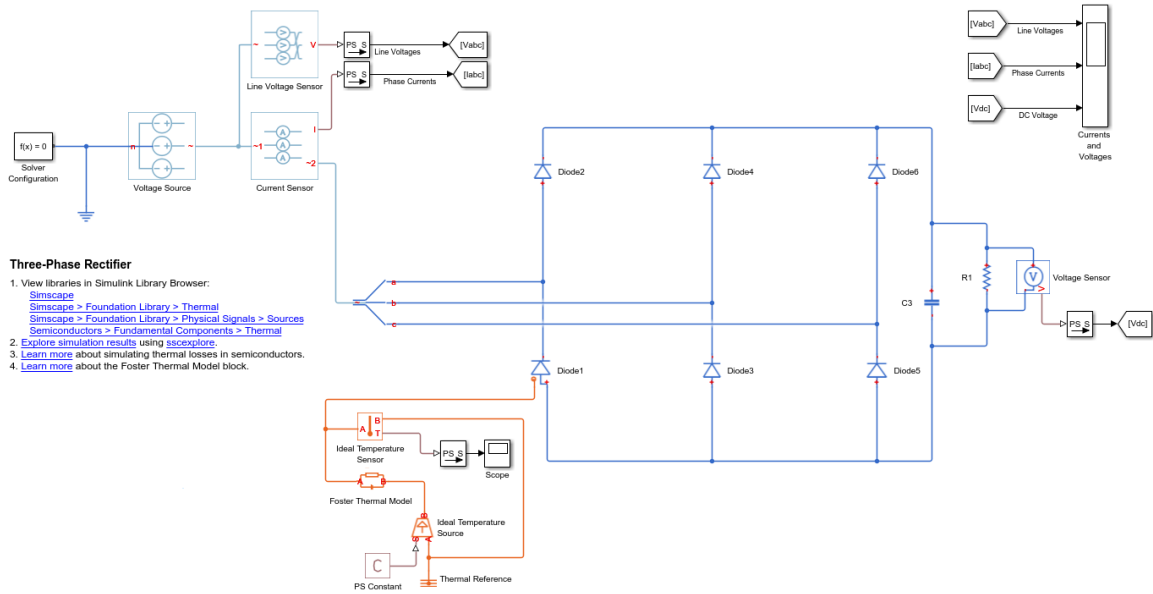 Line Voltage Sensor
V
~
PS S
Line Voltages
[Vabc]
PS S
Phase Currents
[Iabc]
[Vabc]
Line Voltages
[Iabc]
Phase Currents
[Vdc]
DC Voltage
Currents
and
Voltages
f(x) = 0
Solver
Configuration
n
~
Voltage Source
~1
I
~2
Current Sensor
Diode2
Diode4
Diode6
Three-Phase Rectifier
1. View libraries in Simulink Library Browser:
Simscape
Simscape > Foundation Library > Thermal
Simscape > Foundation Library > Physical Signals > Sources
Semiconductors > Fundamental Components > Thermal
2. Explore simulation results using sscexplore.
3. Learn more about simulating thermal losses in semiconductors.
4. Learn more about the Foster Thermal Model block.
~
a
b
c
C3
R1
V
V
Voltage Sensor
PS S
[Vdc]
Diode1
Diode3
Diode5
A
B
T
Ideal Temperature
Sensor
PS S
Scope
A
B
Foster Thermal Model
B
S
A
Ideal Temperature
Source
C
PS Constant
Thermal Reference